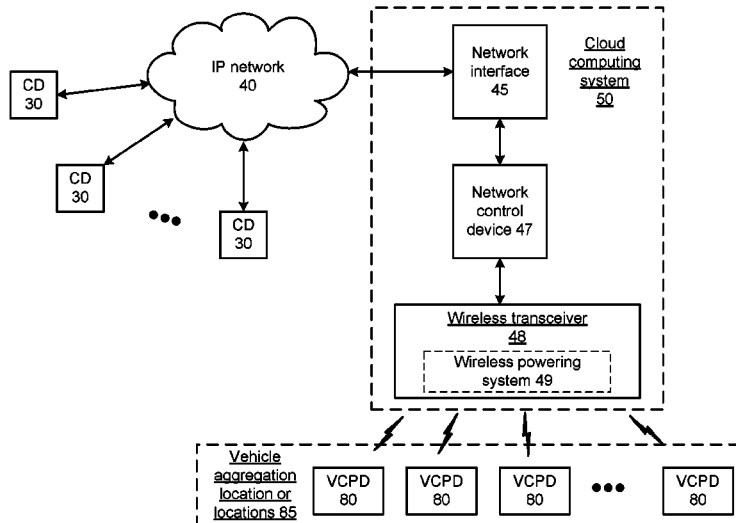 IP network
40
CD
30
CD
30
CD
30
Network
interface
45
Cloud
computing
system
50
Network
control
device 47
Wireless transceiver
48
Wireless powering
system 49
Vehicle
aggregation
location or
locations 85
VCPD
80
VCPD
80
VCPD
80
VCPD
80